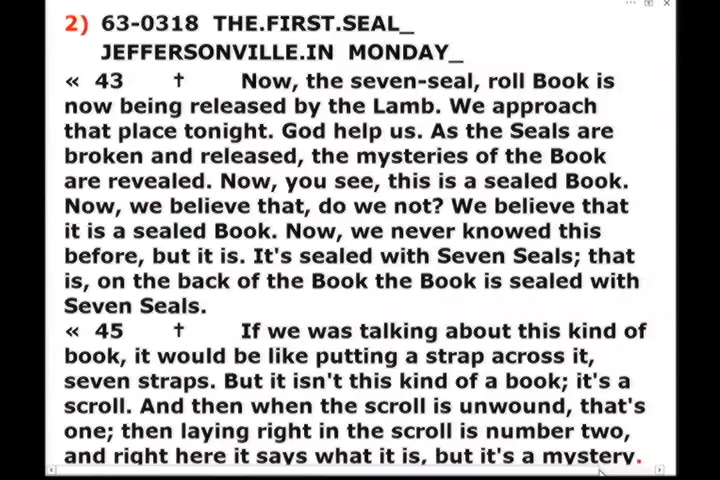 2) 63-0318 THE.FIRST.SEAL_
JEFFERSONVILLE.IN MONDAY_
« 43 † Now, the seven-seal, roll Book is
now being released by the Lamb. We approach
that place tonight. God help us. As the Seals are
broken and released, the mysteries of the Book
are revealed. Now, you see, this is a sealed Book.
Now, we believe that, do we not? We believe that
it is a sealed Book. Now, we never knowed this
before, but it is. It's sealed with Seven Seals; that
is, on the back of the Book the Book is sealed with
Seven Seals.
« 45 † If we was talking about this kind of
book, it would be like putting a strap across it,
seven straps. But it isn't this kind of a book; it's a
scroll. And then when the scroll is unwound, that's
one; then laying right in the scroll is number two,
and right here it says what it is, but it's a mystery.